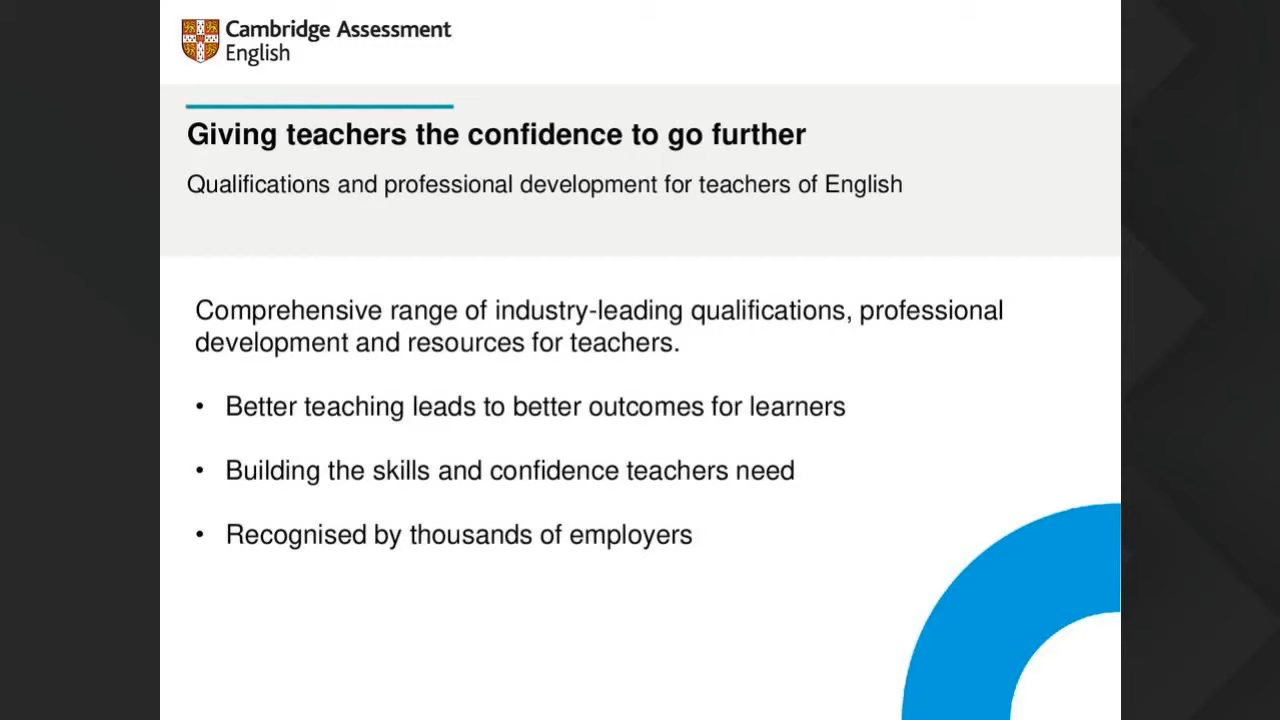 Cambridge Assessment
English
Giving teachers the confidence to go further
Qualifications and professional development for teachers of English
Comprehensive range of industry-leading qualifications, professional
development and resources for teachers.
• Better teaching leads to better outcomes for learners
• Building the skills and confidence teachers need
• Recognised by thousands of employers